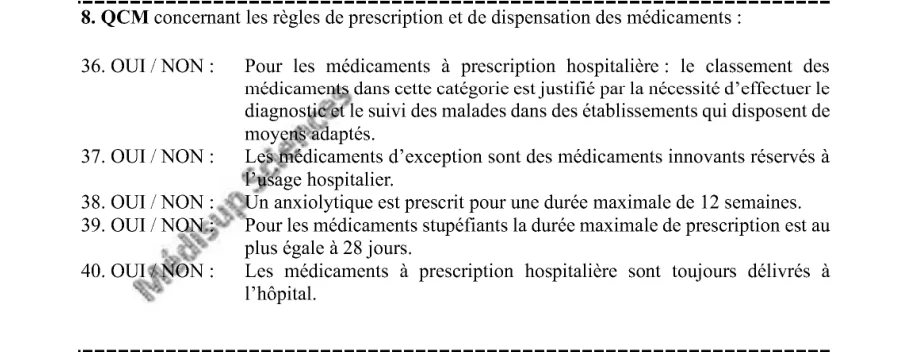 8. QCM concernant les règles de prescription et de dispensation des médicaments :
36. OUI / NON : Pour les médicaments à prescription hospitalière : le classement des
médicaments dans cette catégorie est justifié par la nécessité d'effectuer le
diagnostic et le suivi des malades dans des établissements qui disposent de
moyens adaptés.
37. OUI / NON : Les médicaments d'exception sont des médicaments innovants réservés à
l'usage hospitalier.
38. OUI / NON : Un anxiolytique est prescrit pour une durée maximale de 12 semaines.
39. OUI / NON : Pour les médicaments stupéfiants la durée maximale de prescription est au
plus égale à 28 jours.
40. OUI / NON : Les médicaments à prescription hospitalière sont toujours délivrés à
l'hôpital.
Médisup Sciences